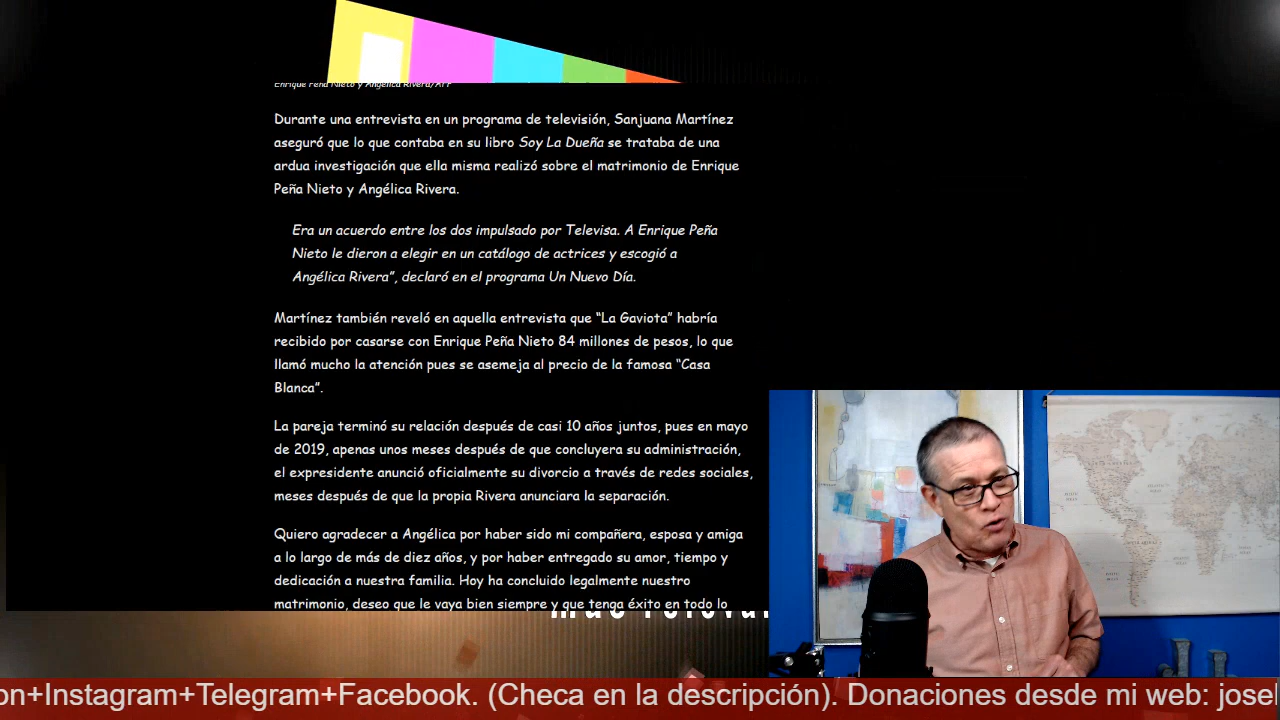 Enrique Peña Nieto y Angélica Rivera/AFP
Durante una entrevista en un programa de televisión, Sanjuana Martínez
aseguró que lo que contaba en su libro Soy La Dueña se trataba de una
ardua investigación que ella misma realizó sobre el matrimonio de Enrique
Peña Nieto y Angélica Rivera.
Era un acuerdo entre los dos impulsado por Televisa. A Enrique Peña
Nieto le dieron a elegir en un catálogo de actrices y escogió a
Angélica Rivera”, declaró en el programa Un Nuevo Día.
Martínez también reveló en aquella entrevista que “La Gaviota” habría
recibido por casarse con Enrique Peña Nieto 84 millones de pesos, lo que
llamó mucho la atención pues se asemeja al precio de la famosa “Casa
Blanca”.
La pareja terminó su relación después de casi 10 años juntos, pues en mayo
de 2019, apenas unos meses después de que concluyera su administración,
el expresidente anunció oficialmente su divorcio a través de redes sociales,
meses después de que la propia Rivera anunciara la separación.
Quiero agradecer a Angélica por haber sido mi compañera, esposa y amiga
a lo largo de más de diez años, y por haber entregado su amor, tiempo y
dedicación a nuestra familia. Hoy ha concluido legalmente nuestro
matrimonio, deseo que le vaya bien siempre y que tenga éxito en todo lo
on+Instagram+Telegram+Facebook. (Checa en la descripción). Donaciones desde mi web: josel